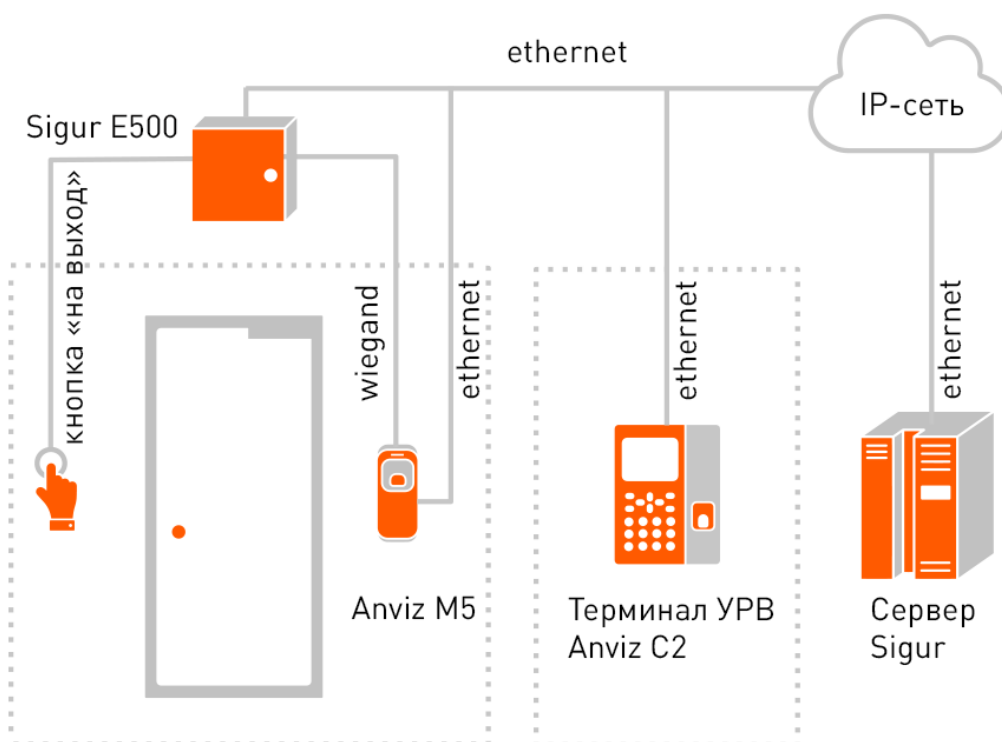 ethernet
IP-сеть
Sigur E500
кнопка «на выход»
wiegand
ethernet
ethernet
ethernet
Anviz M5
Терминал УРВ
Anviz C2
Сервер
Sigur